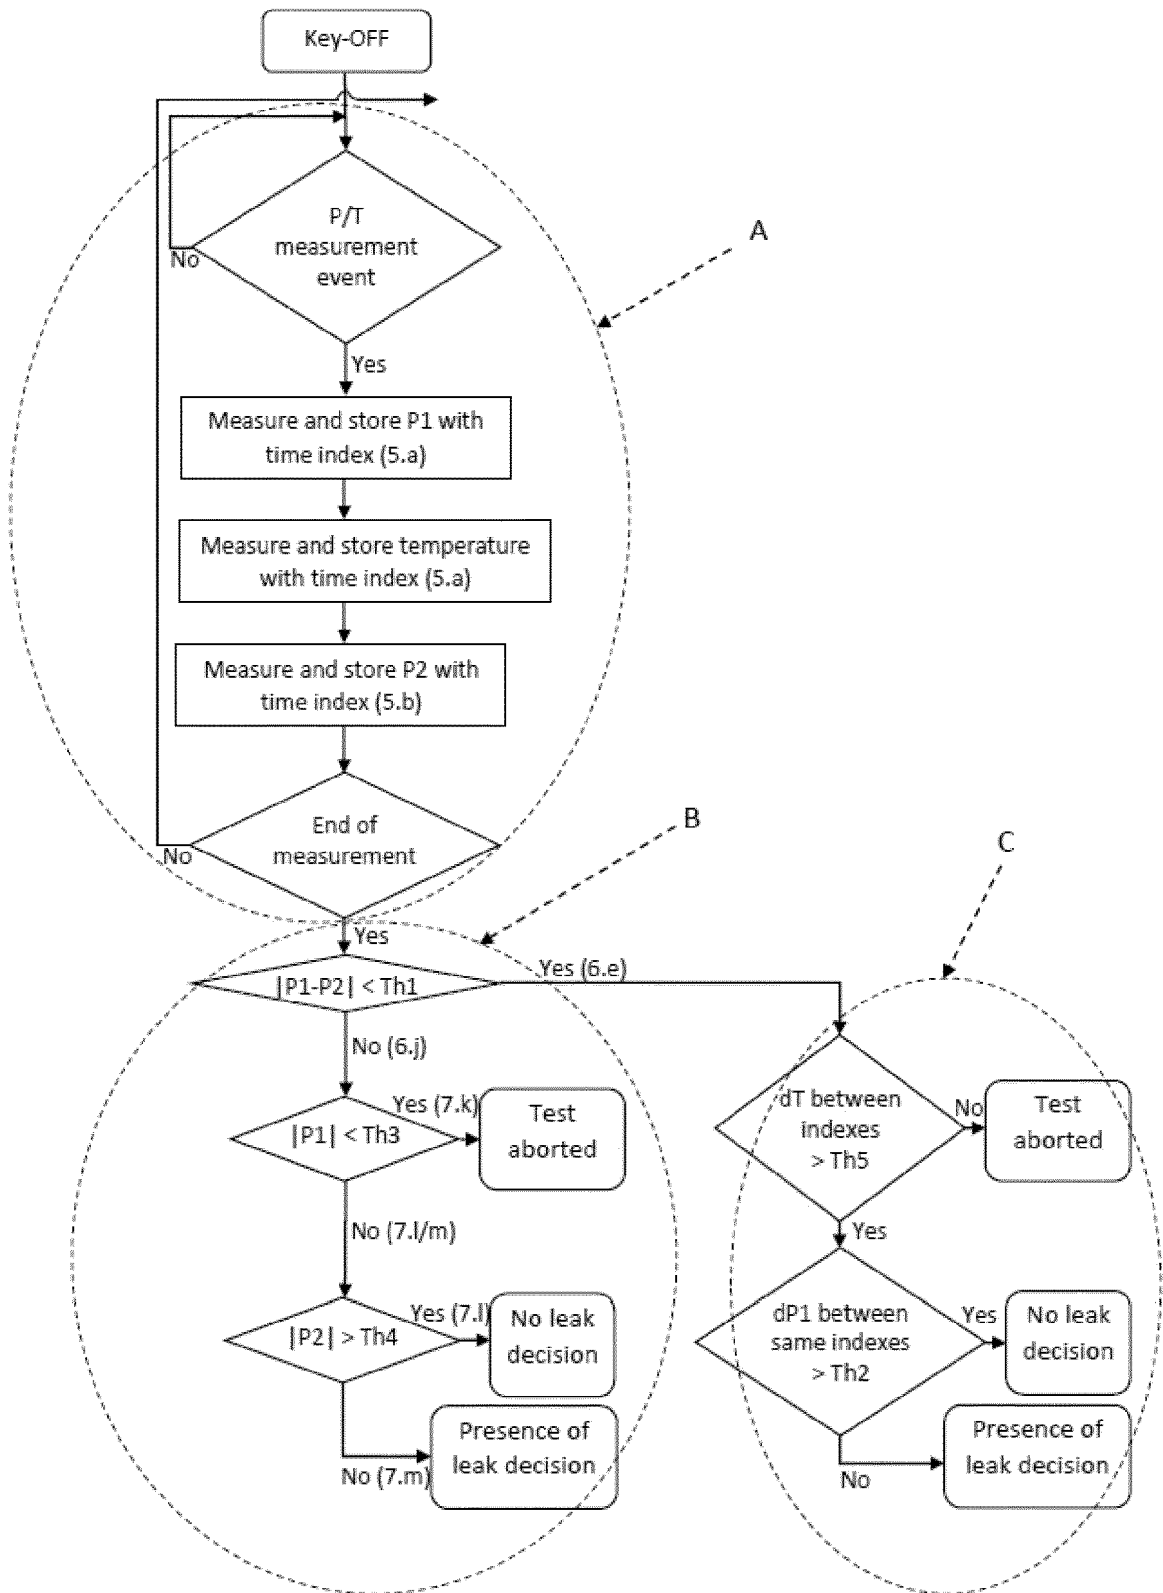 Key-OFF
P/T
measurement
event
No
A
Yes
Measure and store P1 with
time index (5.a)
Measure and store temperature
with time index (5.a)
Measure and store P2 with
time index (5.b)
End of
measurement
No
B
C
Yes
|P1-P2| < Th1
Yes (6.e)
No (6.j)
|P1| < Th3
Yes (7.k)
Test
aborted
dT between
indexes
> Th5
No
Test
aborted
No (7.l/m)
Yes
|P2| > Th4
Yes (7.l)
No leak
decision
dP1 between
same indexes
> Th2
Yes
No leak
decision
No (7.m)
Presence of
leak decision
No
Presence of
leak decision